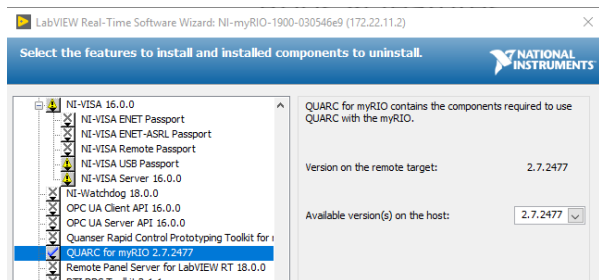 LabVIEW Real-Time Software Wizard: NI-myRIO-1900-030546e9 (172.22.11.2)
Select the features to install and installed components to uninstall.
NATIONAL
INSTRUMENTS
NI-VISA 16.0.0
NI-VISA ENET Passport
NI-VISA ENET-ASRL Passport
NI-VISA Remote Passport
NI-VISA USB Passport
NI-VISA Server 16.0.0
NI-Watchdog 18.0.0
OPC UA Client API 16.0.0
OPC UA Server API 16.0.0
Quanser Rapid Control Prototyping Toolkit for
QUARC for myRIO 2.7.2477
Remote Panel Server for LabVIEW RT 18.0.0
QUARC for myRIO contains the components required to use
QUARC with the myRIO.
Version on the remote target: 2.7.2477
Available version(s) on the host: 2.7.2477